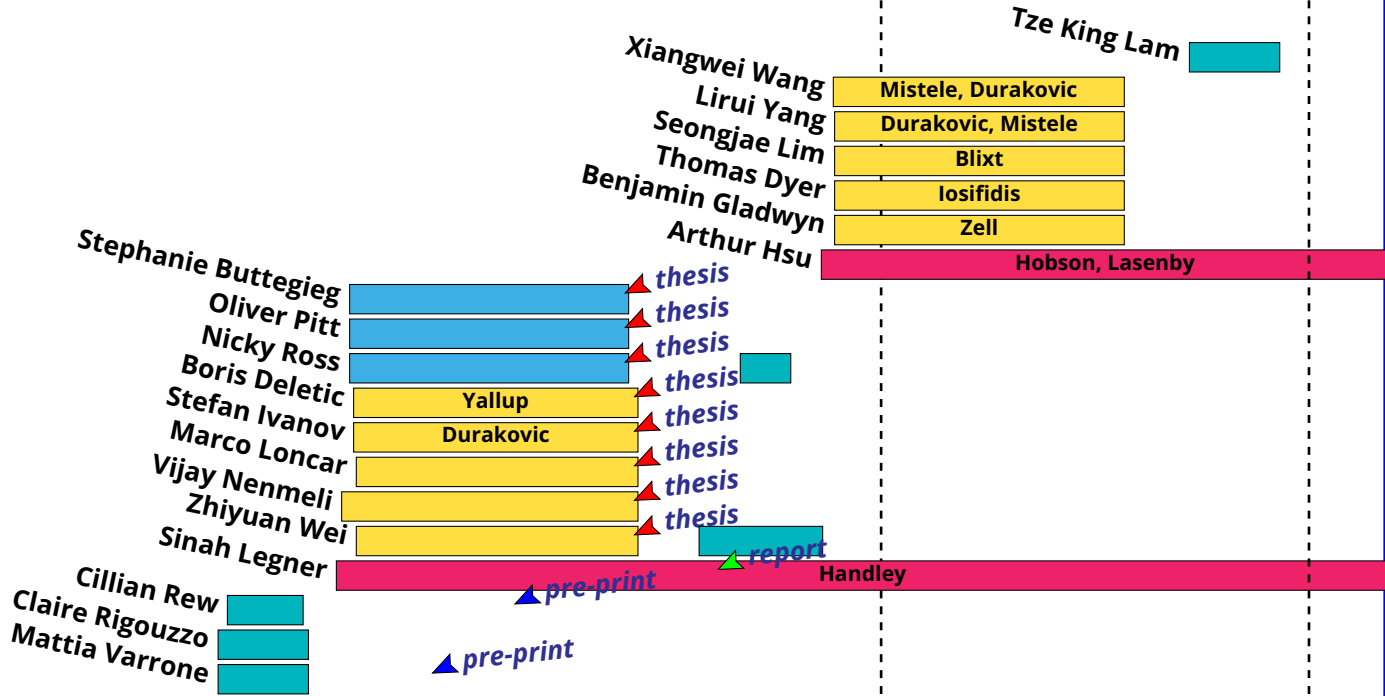 Tze King Lam
Xiangwei Wang
Mistele, Durakovic
Lirui Yang
Durakovic, Mistele
Seongjae Lim
Blixt
Thomas Dyer
Iosifidis
Benjamin Gladwyn
Zell
Arthur Hsu
Hobson, Lasenby
Stephanie Buttegieg
thesis
Oliver Pitt
thesis
Nicky Ross
thesis
Boris Deletic
Yallup
thesis
Stefan Ivanov
Durakovic
thesis
Marco Loncar
thesis
Vijay Nenmeli
thesis
Zhiyuan Wei
thesis
Sinah Legner
report
Handley
Cillian Rew
pre-print
Claire Rigouzzo
Mattia Varrone
pre-print